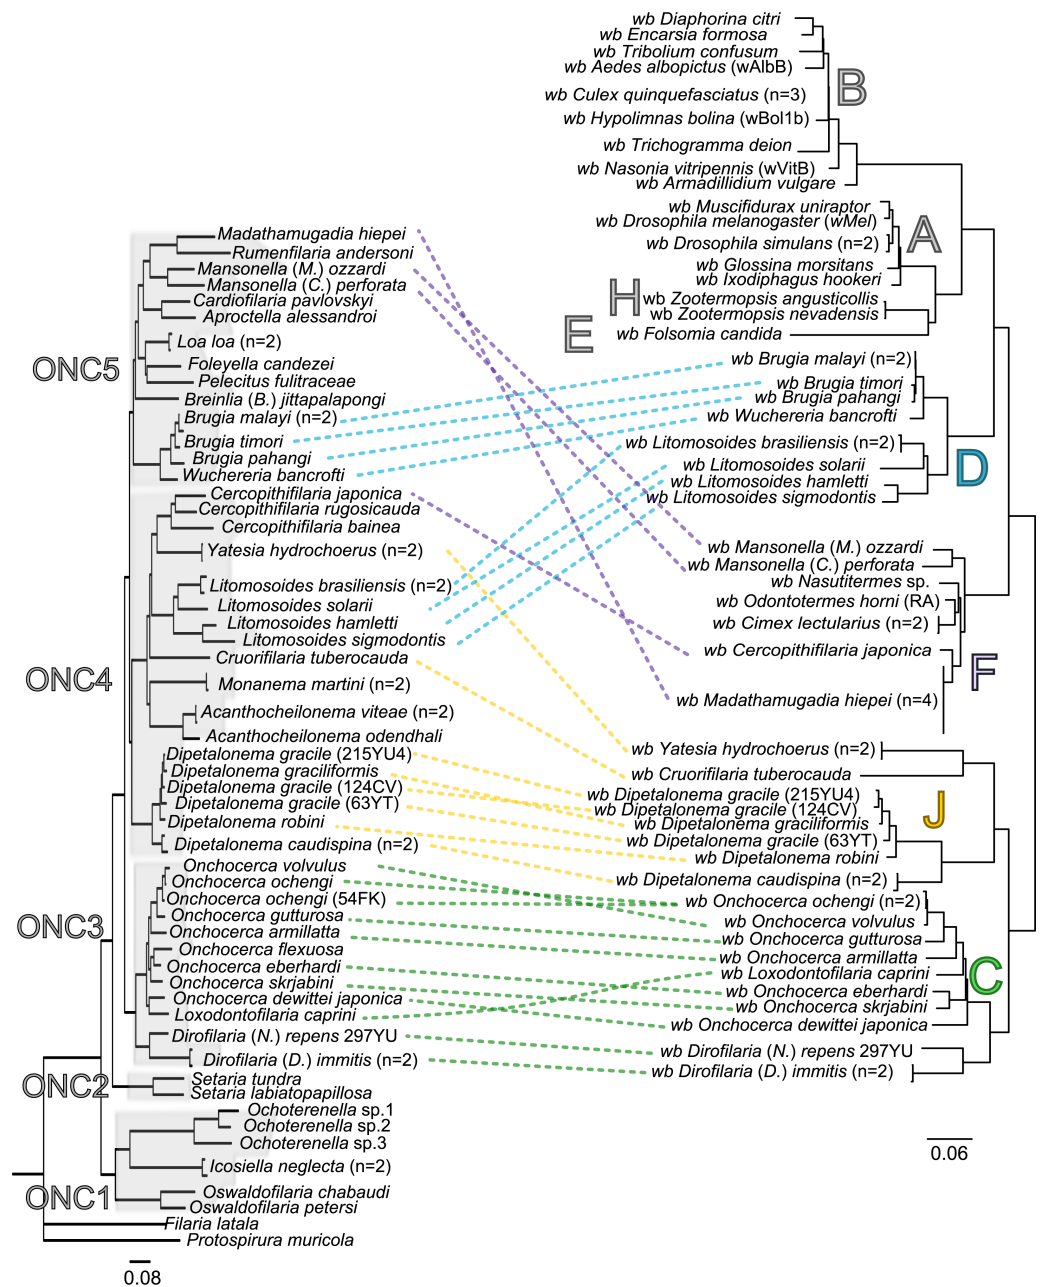 ONC5
ONC4
ONC3
ONC2
ONC1
Madathamugadia hiepei
Rumenfilaria andersoni
Mansonella (M.) ozzardi
Mansonella (C.) perforata
Cardiofilaria pavlovskyi
Aproctella alessandroi
Loa loa (n=2)
Foleyella candezei
Pelecitus fulitraceae
Breinlia (B.) jittapalapongi
Brugia malayi (n=2)
Brugia timori
Brugia pahangi
Wuchereria bancrofti
Cercopithifilaria japonica
Cercopithifilaria rugosicauda
Cercopithifilaria bainea
Yatesia hydrochoerus (n=2)
Litomosoides brasiliensis (n=2)
Litomosoides solarii
Litomosoides hamletti
Litomosoides sigmodontis
Cruorifilaria tuberocauda
Monanema martini (n=2)
Acanthocheilonema viteae (n=2)
Acanthocheilonema odendhali
Dipetalonema gracile (215YU4)
Dipetalonema graciliformis
Dipetalonema gracile (124CV)
Dipetalonema gracile (63YT)
Dipetalonema robini
Dipetalonema caudispina (n=2)
Onchocerca volvulus
Onchocerca ochengi
Onchocerca ochengi (54FK)
Onchocerca gutturosa
Onchocerca armillatta
Onchocerca flexuosa
Onchocerca eberhardi
Onchocerca skrjabini
Onchocerca dewittei japonica
Loxodontofilaria caprini
Dirofilaria (N.) repens 297YU
Dirofilaria (D.) immitis (n=2)
Setaria tundra
Setaria labiatopapillosa
Ochoterenella sp.1
Ochoterenella sp.2
Ochoterenella sp.3
Icosiella neglecta (n=2)
Oswaldofilaria chabaudi
Oswaldofilaria petersi
Filaria latala
Protospirura muricola
0.08
wb Diaphorina citri
wb Encarsia formosa
wb Tribolium confusum
wb Aedes albopictus (wAlbB)
wb Culex quinquefasciatus (n=3)
wb Hypolimnas bolina (wBol1b)
wb Trichogramma deion
wb Nasonia vitripennis (wVitB)
wb Armadillidium vulgare
B
wb Muscifidurax uniraptor
wb Drosophila melanogaster (wMel)
wb Drosophila simulans (n=2)
wb Glossina morsitans
wb Ixodiphagus hookeri
A
H
wb Zootermopsis angusticollis
wb Zootermopsis nevadensis
E
wb Folsomia candida
wb Brugia malayi (n=2)
wb Brugia timori
wb Brugia pahangi
wb Wuchereria bancrofti
wb Litomosoides brasiliensis (n=2)
wb Litomosoides solarii
wb Litomosoides hamletti
wb Litomosoides sigmodontis
D
wb Mansonella (M.) ozzardi
wb Mansonella (C.) perforata
wb Nasutitermes sp.
wb Odontotermes horni (RA)
wb Cimex lectularius (n=2)
wb Cercopithifilaria japonica
wb Madathamugadia hiepei (n=4)
F
wb Yatesia hydrochoerus (n=2)
wb Cruorifilaria tuberocauda
wb Dipetalonema gracile (215YU4)
wb Dipetalonema gracile (124CV)
wb Dipetalonema graciliformis
wb Dipetalonema gracile (63YT)
wb Dipetalonema robini
wb Dipetalonema caudispina (n=2)
J
wb Onchocerca ochengi (n=2)
wb Onchocerca volvulus
wb Onchocerca gutturosa
wb Onchocerca armillatta
wb Loxodontofilaria caprini
wb Onchocerca eberhardi
wb Onchocerca skrjabini
wb Onchocerca dewittei japonica
wb Dirofilaria (N.) repens 297YU
wb Dirofilaria (D.) immitis (n=2)
C
0.06